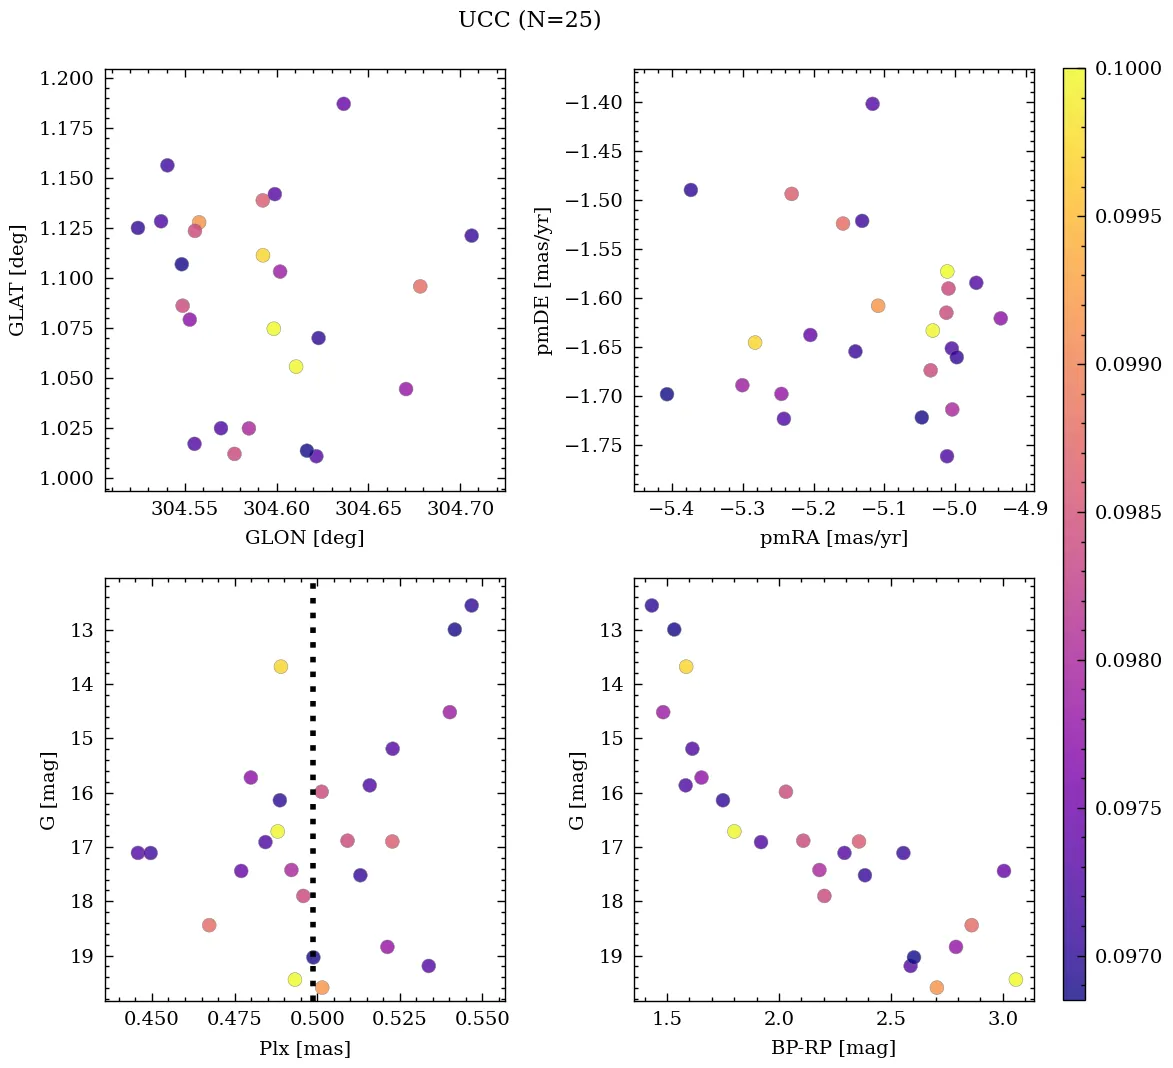 UCC (N=25)
1.200
1.175
1.150
1.125
1.100
1.075
1.050
1.025
1.000
GLAT [deg]
304.55 304.60 304.65 304.70
GLON [deg]
−1.40
−1.45
−1.50
−1.55
−1.60
−1.65
−1.70
−1.75
pmDE [mas/yr]
−5.4 −5.3 −5.2 −5.1 −5.0 −4.9
pmRA [mas/yr]
13
14
15
16
17
18
19
G [mag]
0.450 0.475 0.500 0.525 0.550
Plx [mas]
13
14
15
16
17
18
19
G [mag]
1.5 2.0 2.5 3.0
BP-RP [mag]
0.1000
0.0995
0.0990
0.0985
0.0980
0.0975
0.0970